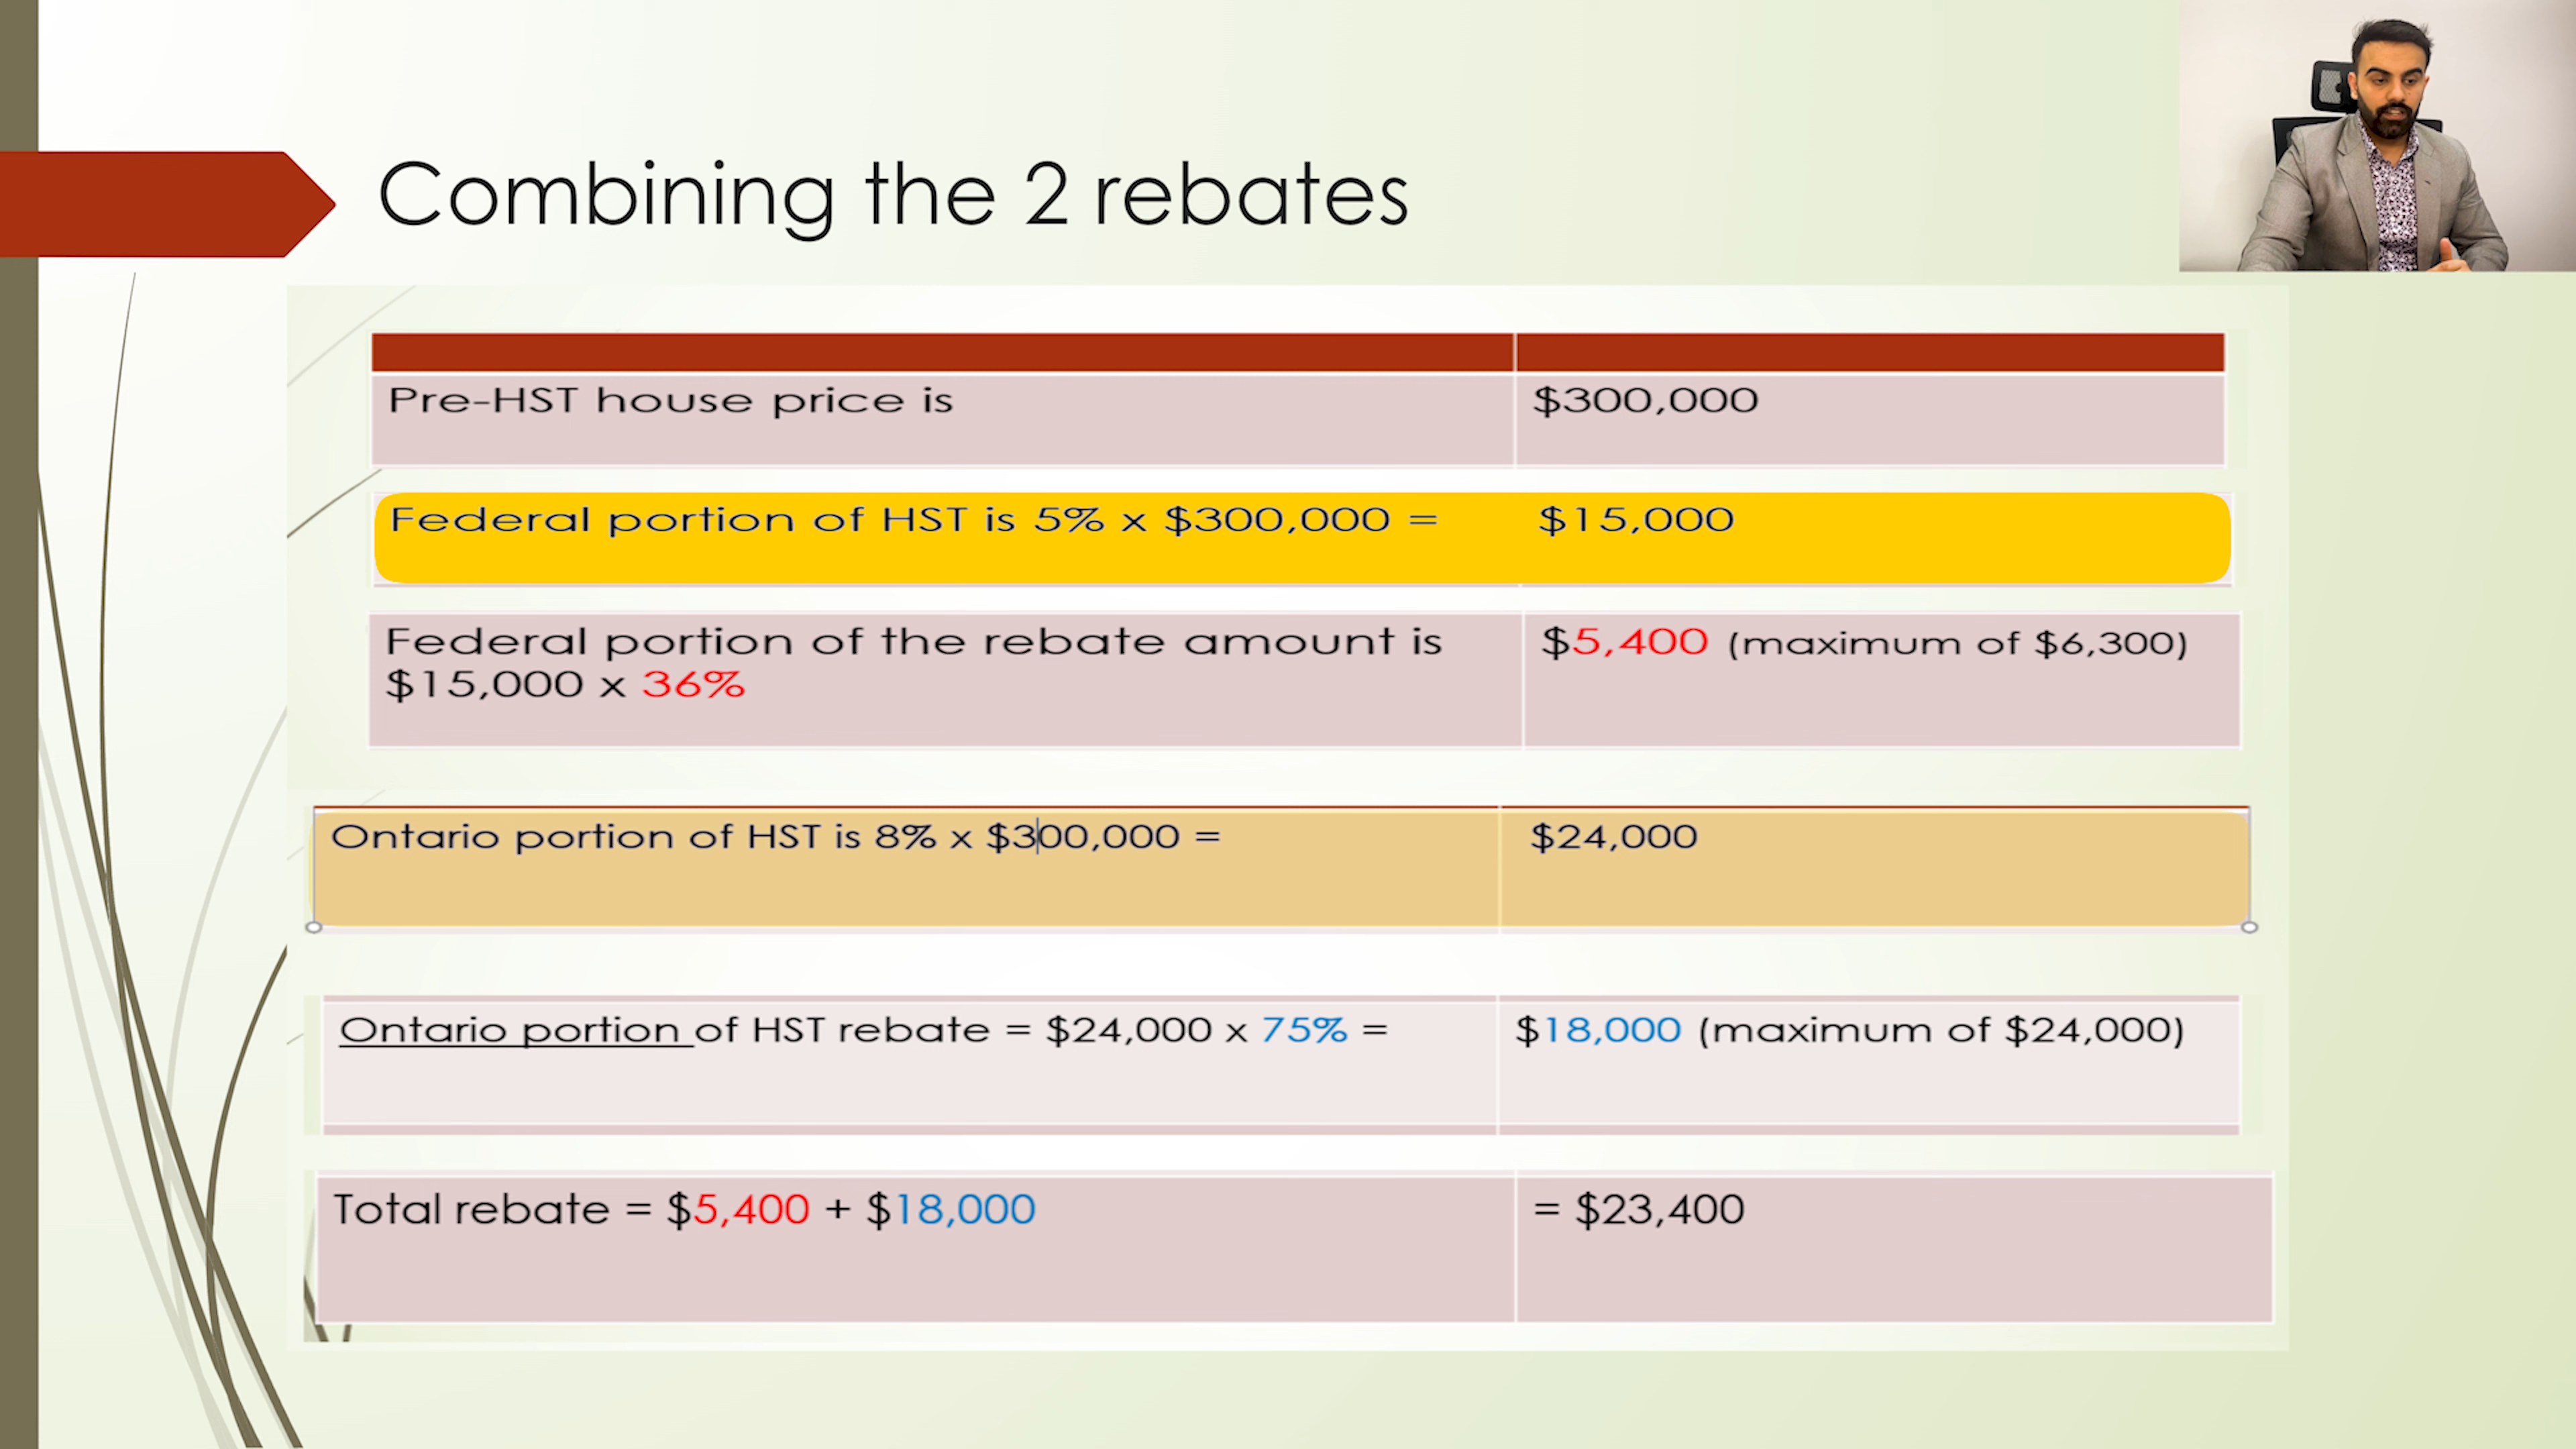 Combining the 2 rebates
Pre-HST house price is $300,000
Federal portion of HST is 5% x $300,000 = $15,000
Federal portion of the rebate amount is $5,400 (maximum of $6,300)
$15,000 x 36%
Ontario portion of HST is 8% x $300,000 = $24,000
Ontario portion of HST rebate = $24,000 x 75% = $18,000 (maximum of $24,000)
Total rebate = $5,400 + $18,000 = $23,400